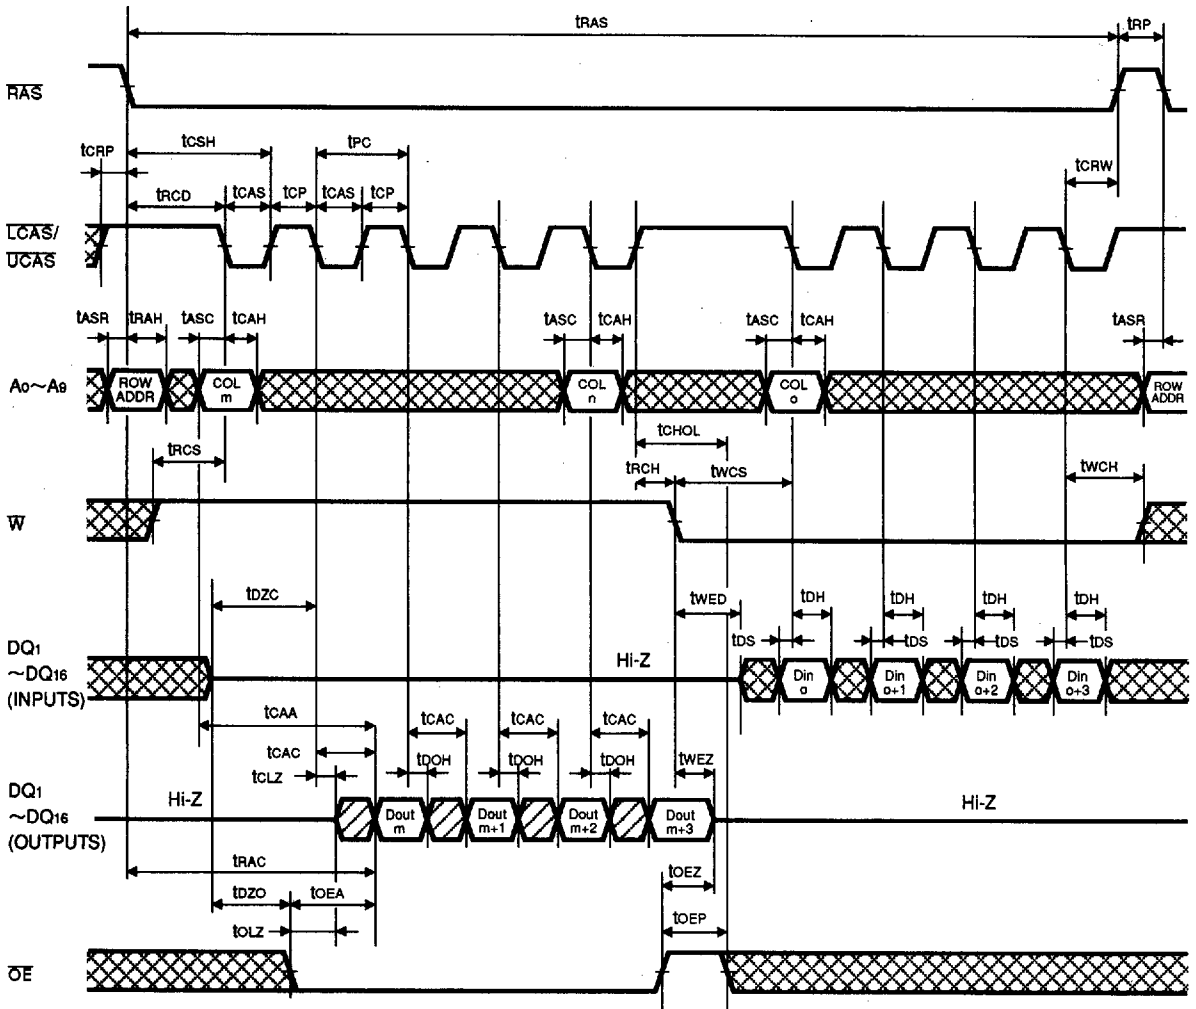 tRAS
tRP
RAS
tCSH
tPC
tCRP
tCRW
tRCD
tCAS
tCP
tCAS
tCP
LCAS/
UCAS
tASR
tRAH
tASC
tCAH
tASC
tCAH
tASC
tCAH
tASR
A0~A9
ROW
ADDR
COL
m
COL
n
COL
o
ROW
ADDR
tCHOL
tRCS
tRCH
tWCS
tWCH
W
tDZC
tWED
tDH
tDH
tDH
tDH
tDS
tDS
tDS
tDS
DQ1
~DQ16
(INPUTS)
Hi-Z
Din
o
Din
o+1
Din
o+2
Din
o+3
tCAA
tCAC
tCAC
tCAC
tCAC
tCLZ
tDOH
tDOH
tDOH
tWEZ
DQ1
~DQ16
(OUTPUTS)
Hi-Z
Dout
m
Dout
m+1
Dout
m+2
Dout
m+3
Hi-Z
tRAC
tDZO
tOEA
tOEZ
tOLZ
tOEP
OE